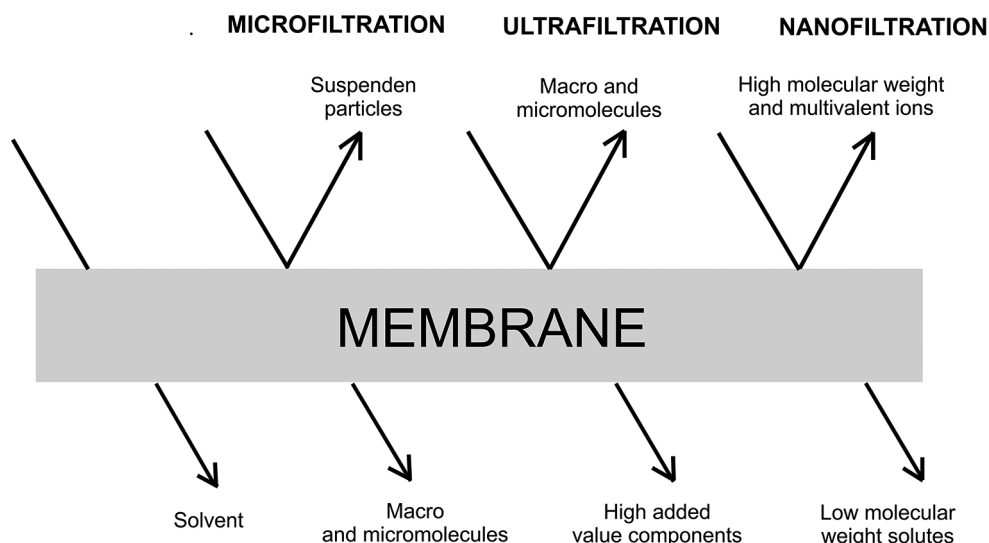 MICROFILTRATION
ULTRAFILTRATION
NANOFILTRATION
Suspenden
particles
Macro and
micromolecules
High molecular weight
and multivalent ions
MEMBRANE
Solvent
Macro
and micromolecules
High added
value components
Low molecular
weight solutes